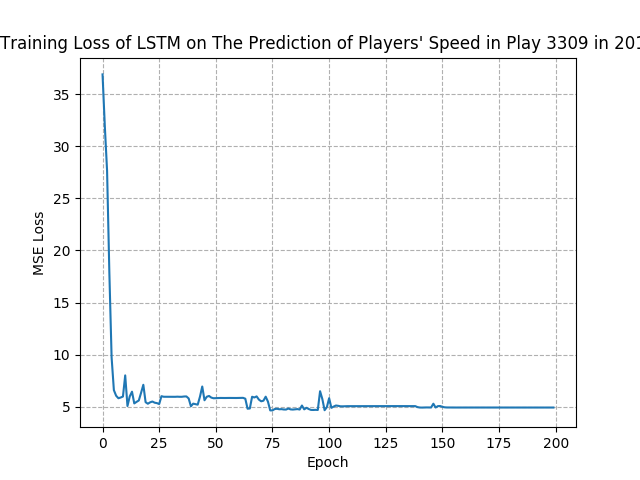 Training Loss of LSTM on The Prediction of Players' Speed in Play 3309 in 201
35
30
25
20
15
10
5
MSE Loss
0 25 50 75 100 125 150 175 200
Epoch